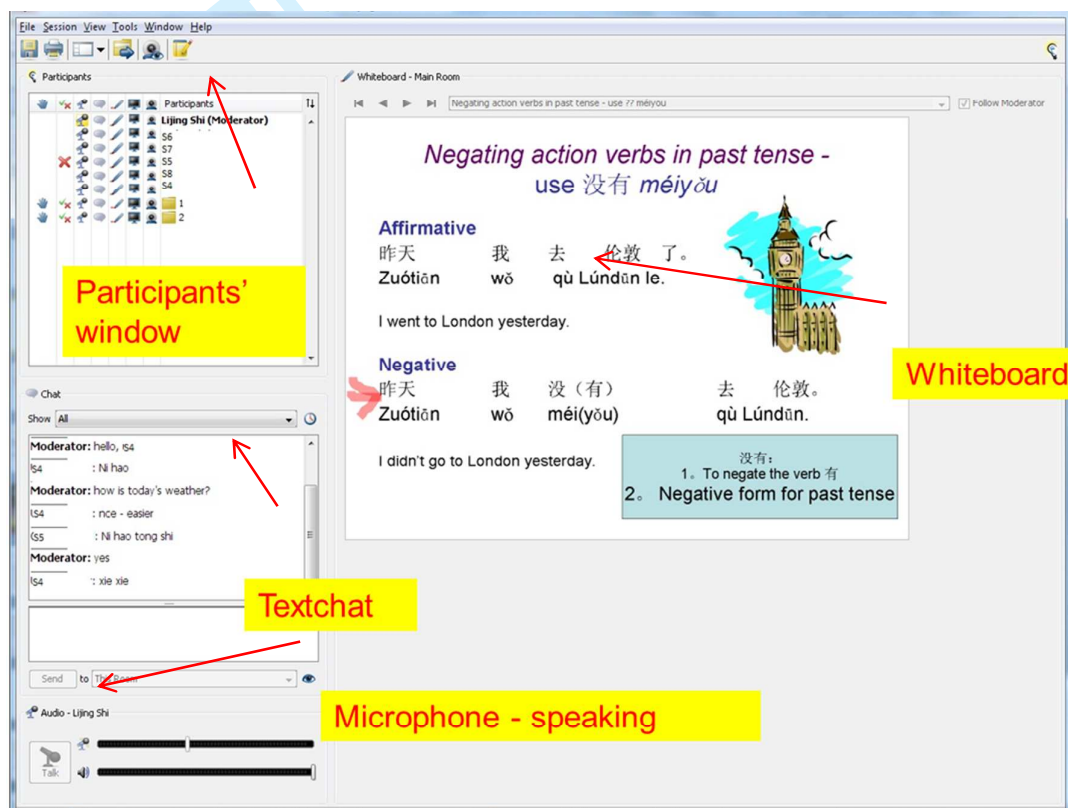 File Session View Tools Window Help
Participants
Participants
Lijing Shi (Moderator)
S6
S7
S5
S8
S4
1
2
Participants'
window
Chat
Show All
Moderator: hello, S4
S4 : Ni hao
Moderator: how is today's weather?
S4 : nce - easier
S5 : Ni hao tong shi
Moderator: yes
S4 : xie xie
Textchat
Send to This Room
Audio - Lijing Shi
Talk
Microphone - speaking
Whiteboard - Main Room
Negating action verbs in past tense - use ?? méiyou
Follow Moderator
Negating action verbs in past tense -
use 没有 méiyǒu
Affirmative
昨天 我 去 伦敦 了。
Zuótiān wǒ qù Lúndūn le.
I went to London yesterday.
Negative
昨天 我 没（有） 去 伦敦。
Zuótiān wǒ méi(yǒu) qù Lúndūn.
I didn't go to London yesterday.
没有：
1。To negate the verb 有
2。 Negative form for past tense
Whiteboard